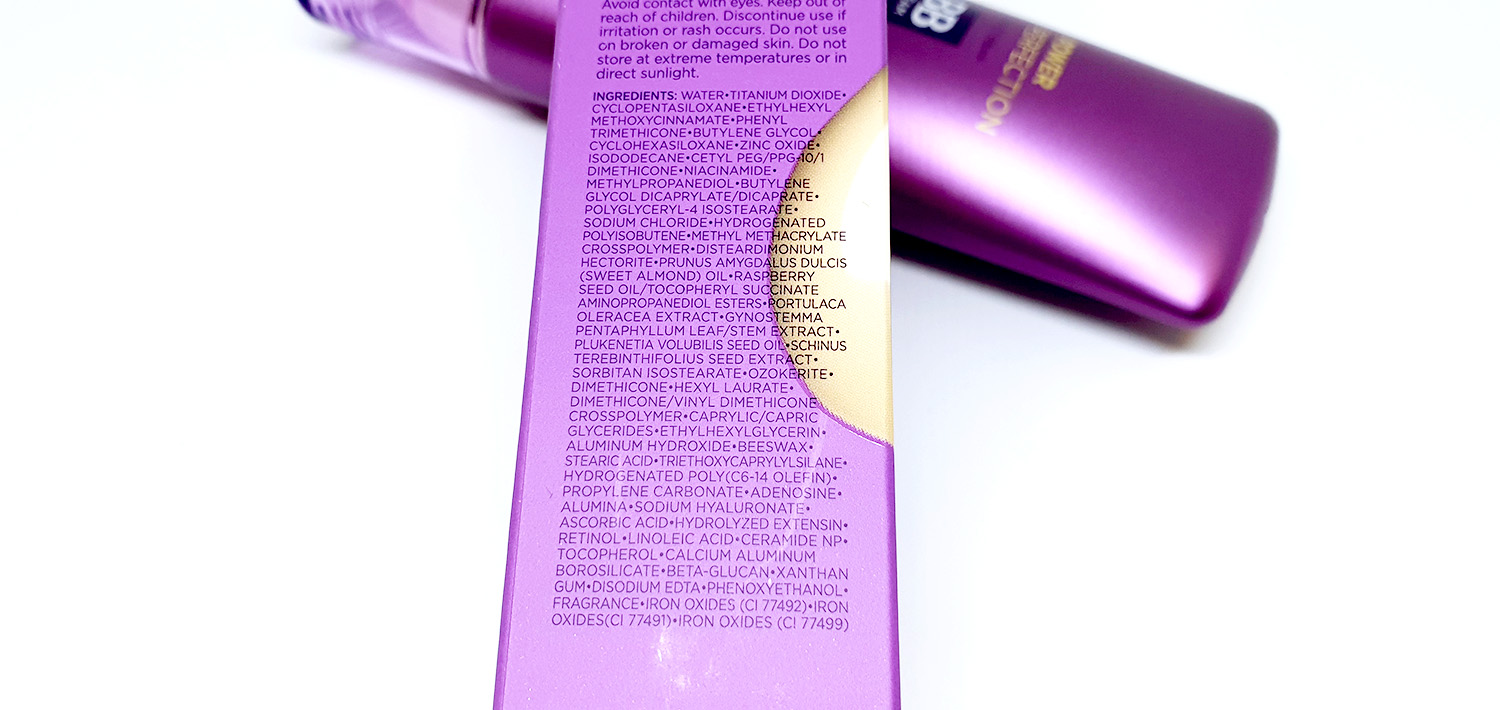 Avoid contact with eyes. Keep out of
reach of children. Discontinue use if
irritation or rash occurs. Do not use
on broken or damaged skin. Do not
store at extreme temperatures or in
direct sunlight.
INGREDIENTS: WATER•TITANIUM DIOXIDE•
CYCLOPENTASILOXANE•ETHYLHEXYL
METHOXYCINNAMATE•PHENYL
TRIMETHICONE•BUTYLENE GLYCOL•
CYCLOHEXASILOXANE•ZINC OXIDE•
ISODODECANE•CETYL PEG/PPG-10/1
DIMETHICONE•NIACINAMIDE•
METHYLPROPANEDIOL•BUTYLENE
GLYCOL DICAPRYLATE/DICAPRATE•
POLYGLYCERYL-4 ISOSTEARATE•
SODIUM CHLORIDE•HYDROGENATED
POLYISOBUTENE•METHYL METHACRYLATE
CROSSPOLYMER•DISTEARDIMONIUM
HECTORITE•PRUNUS AMYGDALUS DULCIS
(SWEET ALMOND) OIL•RASPBERRY
SEED OIL/TOCOPHERYL SUCCINATE
AMINOPROPANEDIOL ESTERS•PORTULACA
OLERACEA EXTRACT•GYNOSTEMMA
PENTAPHYLLUM LEAF/STEM EXTRACT•
PLUKENETIA VOLUBILIS SEED OIL•SCHINUS
TEREBINTHIFOLIUS SEED EXTRACT•
SORBITAN ISOSTEARATE•OZOKERITE•
DIMETHICONE•HEXYL LAURATE•
DIMETHICONE/VINYL DIMETHICONE
CROSSPOLYMER•CAPRYLIC/CAPRIC
GLYCERIDES•ETHYLHEXYLGLYCERIN•
ALUMINUM HYDROXIDE•BEESWAX•
STEARIC ACID•TRIETHOXYCAPRYLYLSILANE•
HYDROGENATED POLY(C6-14 OLEFIN)•
PROPYLENE CARBONATE•ADENOSINE•
ALUMINA•SODIUM HYALURONATE•
ASCORBIC ACID•HYDROLYZED EXTENSIN•
RETINOL•LINOLEIC ACID•CERAMIDE NP•
TOCOPHEROL•CALCIUM ALUMINUM
BOROSILICATE•BETA-GLUCAN•XANTHAN
GUM•DISODIUM EDTA•PHENOXYETHANOL•
FRAGRANCE•IRON OXIDES (CI 77492)•IRON
OXIDES(CI 77491)•IRON OXIDES (CI 77499)
BB